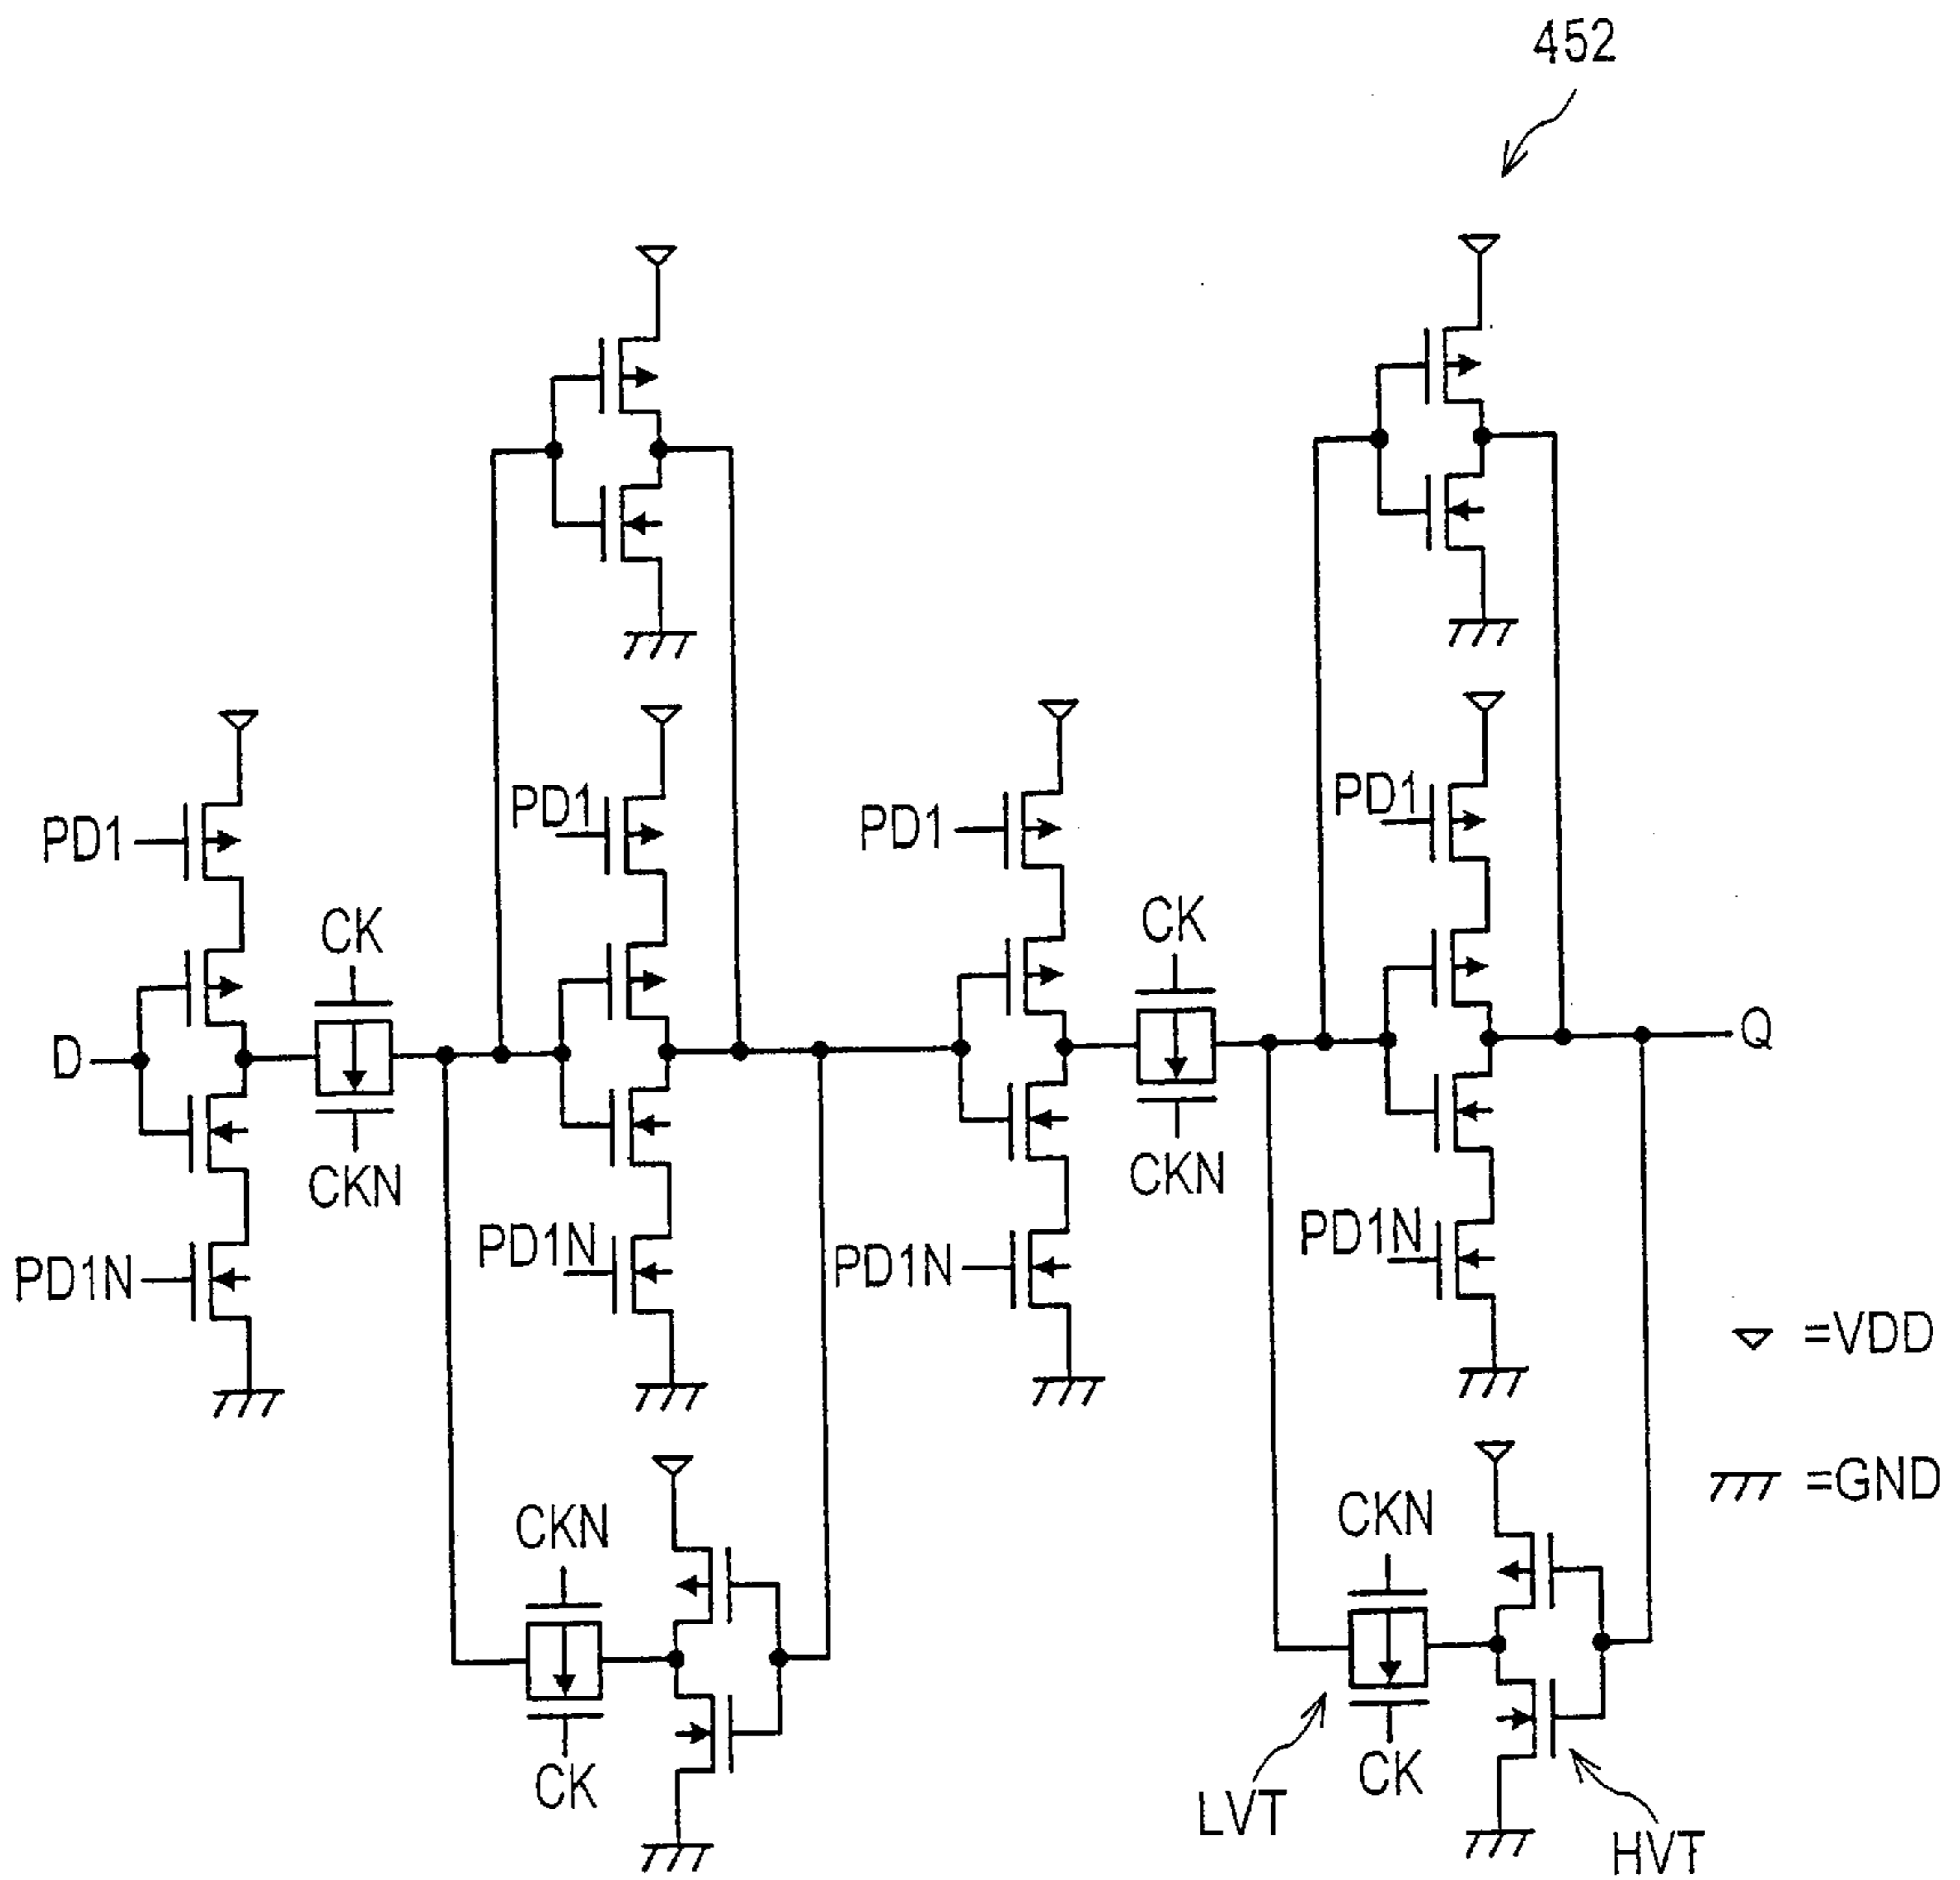 452
PD1
PD1
PD1
PD1
CK
CK
D
Q
CKN
CKN
PD1N
PD1N
PD1N
PD1N
=VDD
=GND
CKN
CKN
CK
CK
LVT
HVT